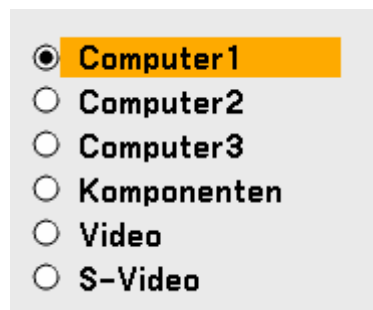 Computer1
Computer2
Computer3
Komponenten
Video
S-Video